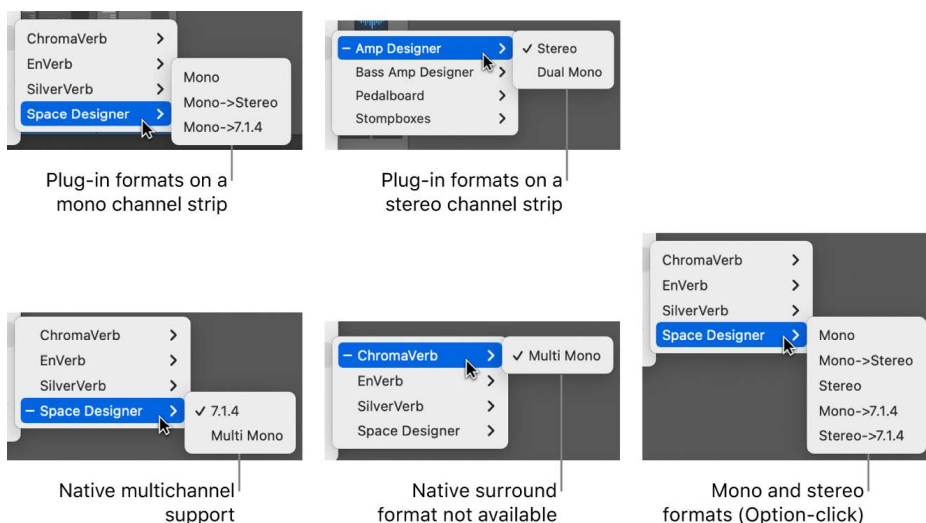 ChromaVerb
EnVerb
SilverVerb
Space Designer
Mono
Mono->Stereo
Mono->7.1.4
Plug-in formats on a
mono channel strip
– Amp Designer
Bass Amp Designer
Pedalboard
Stompboxes
✓ Stereo
Dual Mono
Plug-in formats on a
stereo channel strip
ChromaVerb
EnVerb
SilverVerb
– Space Designer
✓ 7.1.4
Multi Mono
Native multichannel
support
– ChromaVerb
EnVerb
SilverVerb
Space Designer
✓ Multi Mono
Native surround
format not available
ChromaVerb
EnVerb
SilverVerb
Space Designer
Mono
Mono->Stereo
Stereo
Mono->7.1.4
Stereo->7.1.4
Mono and stereo
formats (Option-click)